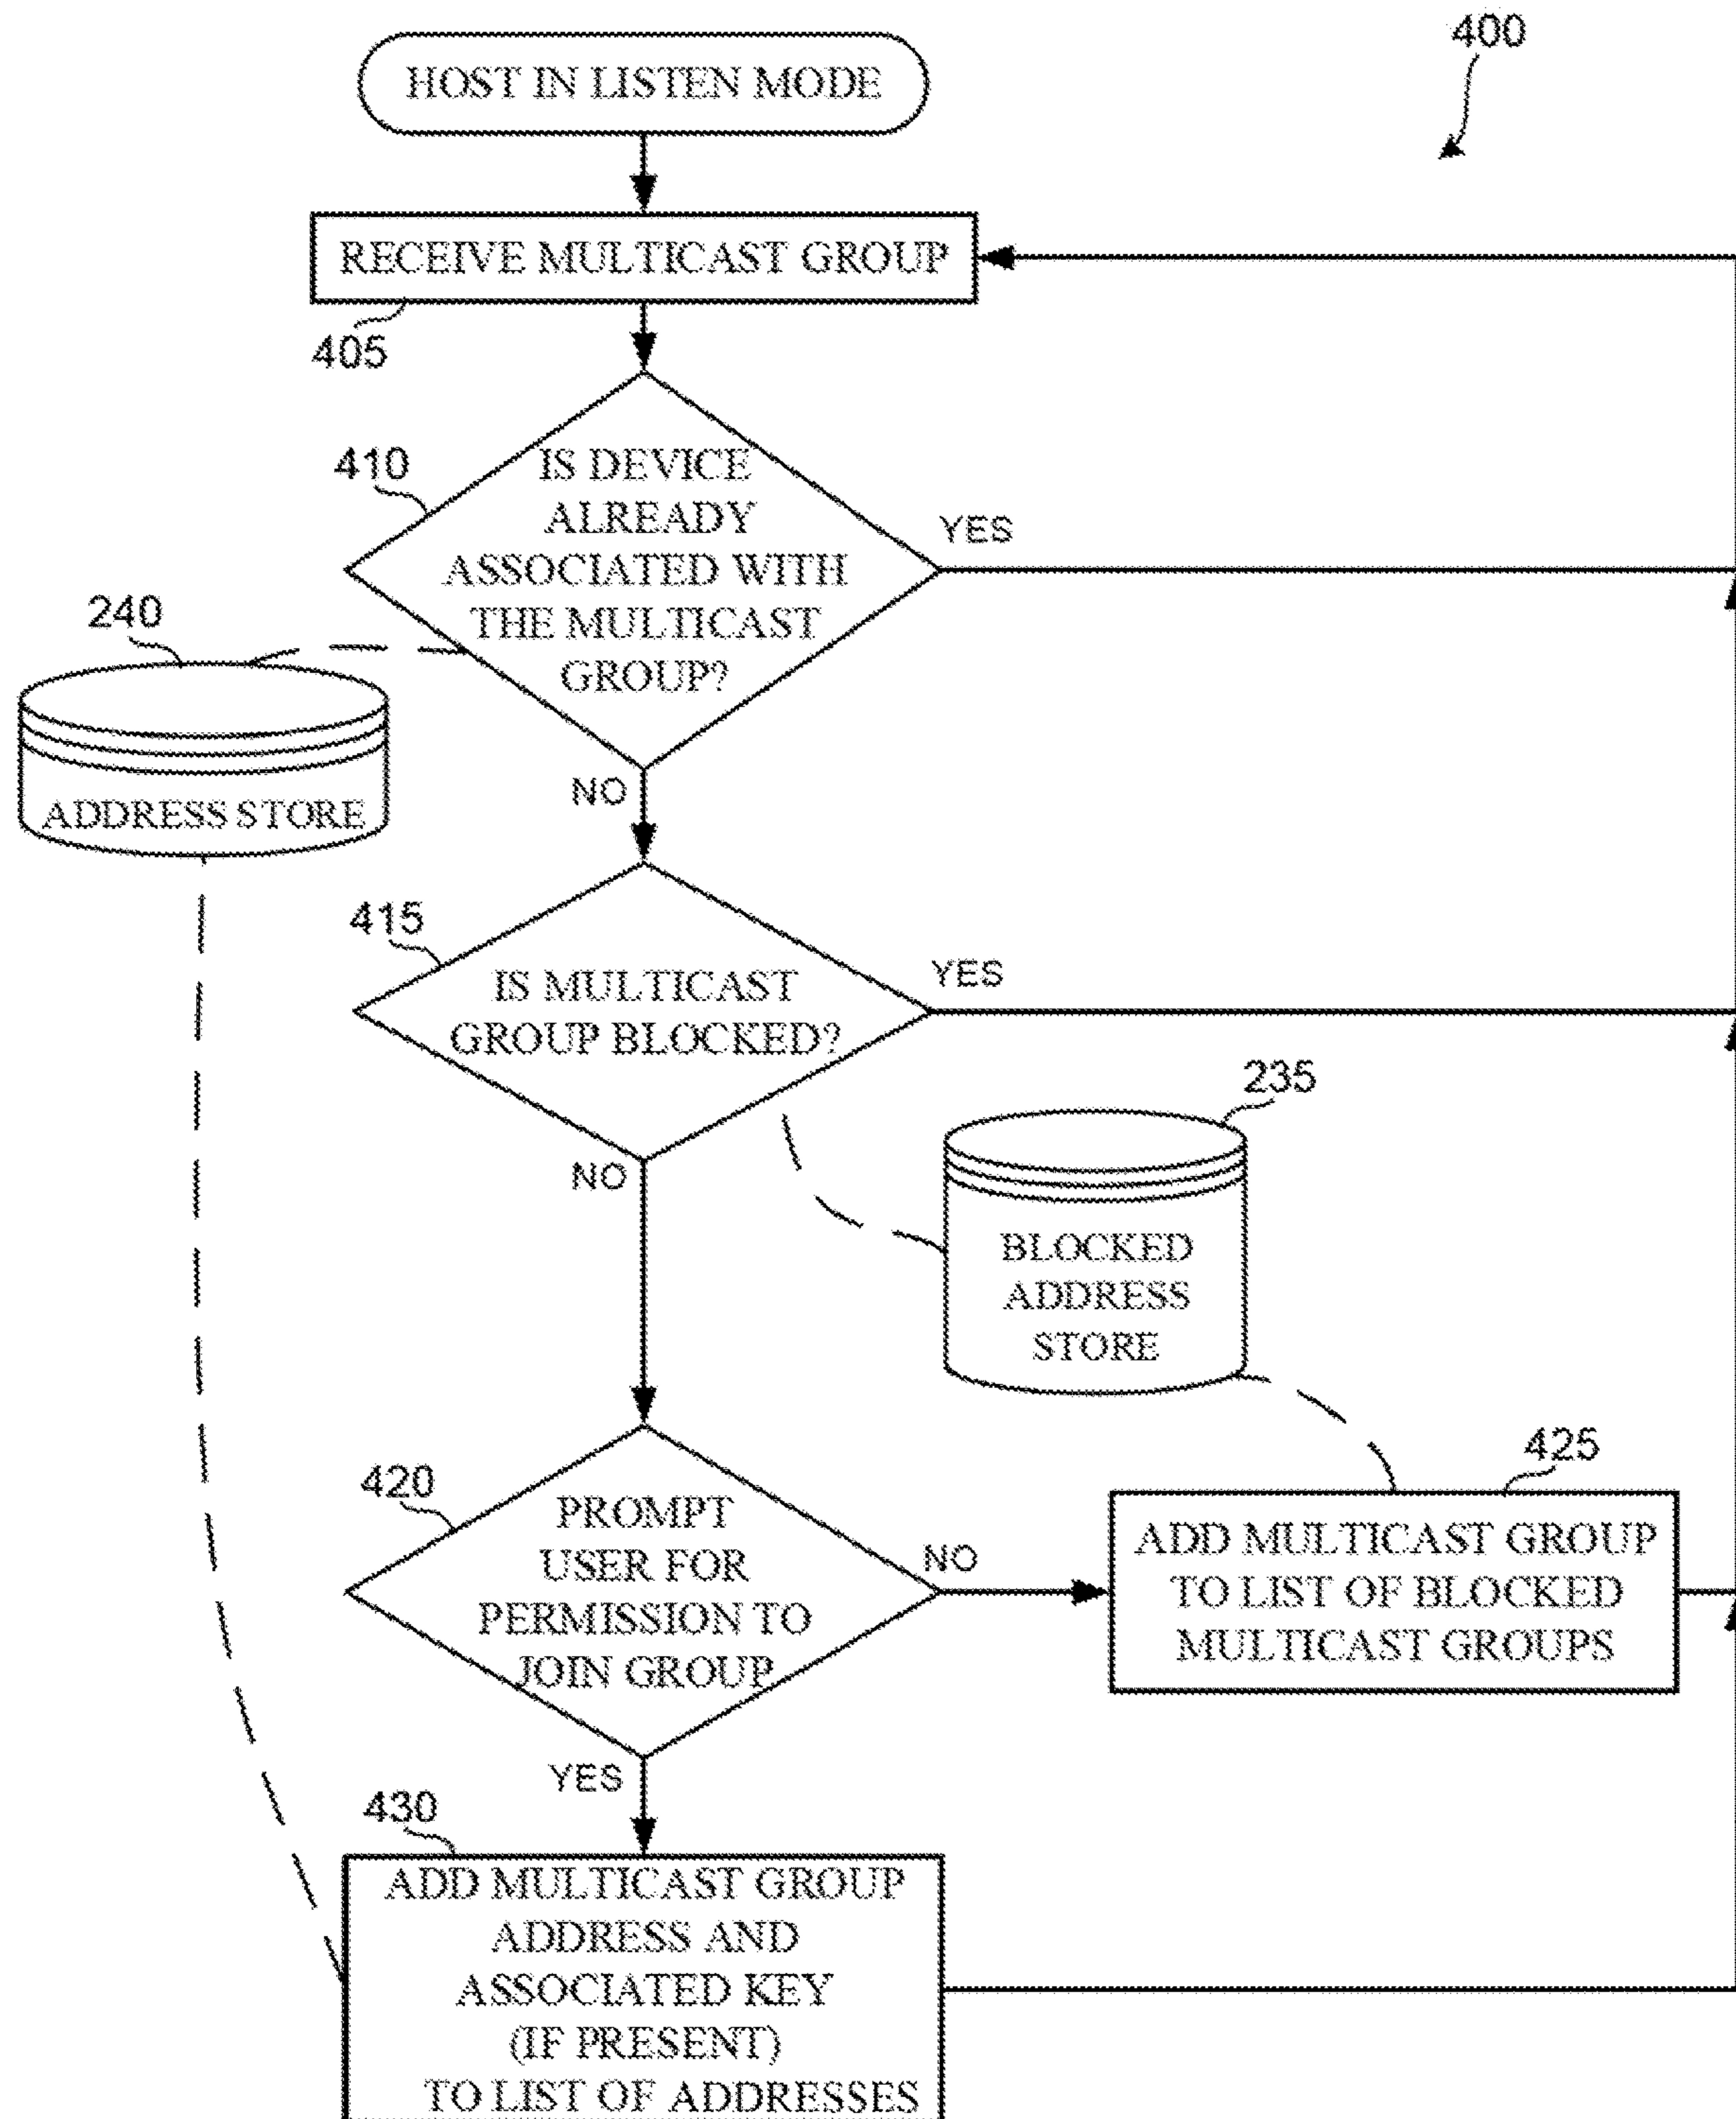 400
HOST IN LISTEN MODE
RECEIVE MULTICAST GROUP
405
410
IS DEVICE
ALREADY
ASSOCIATED WITH
THE MULTICAST
GROUP?
YES
240
ADDRESS STORE
NO
415
IS MULTICAST
GROUP BLOCKED?
YES
235
NO
BLOCKED
ADDRESS
STORE
420
PROMPT
USER FOR
PERMISSION TO
JOIN GROUP
NO
425
ADD MULTICAST GROUP
TO LIST OF BLOCKED
MULTICAST GROUPS
YES
430
ADD MULTICAST GROUP
ADDRESS AND
ASSOCIATED KEY
(IF PRESENT)
TO LIST OF ADDRESSES